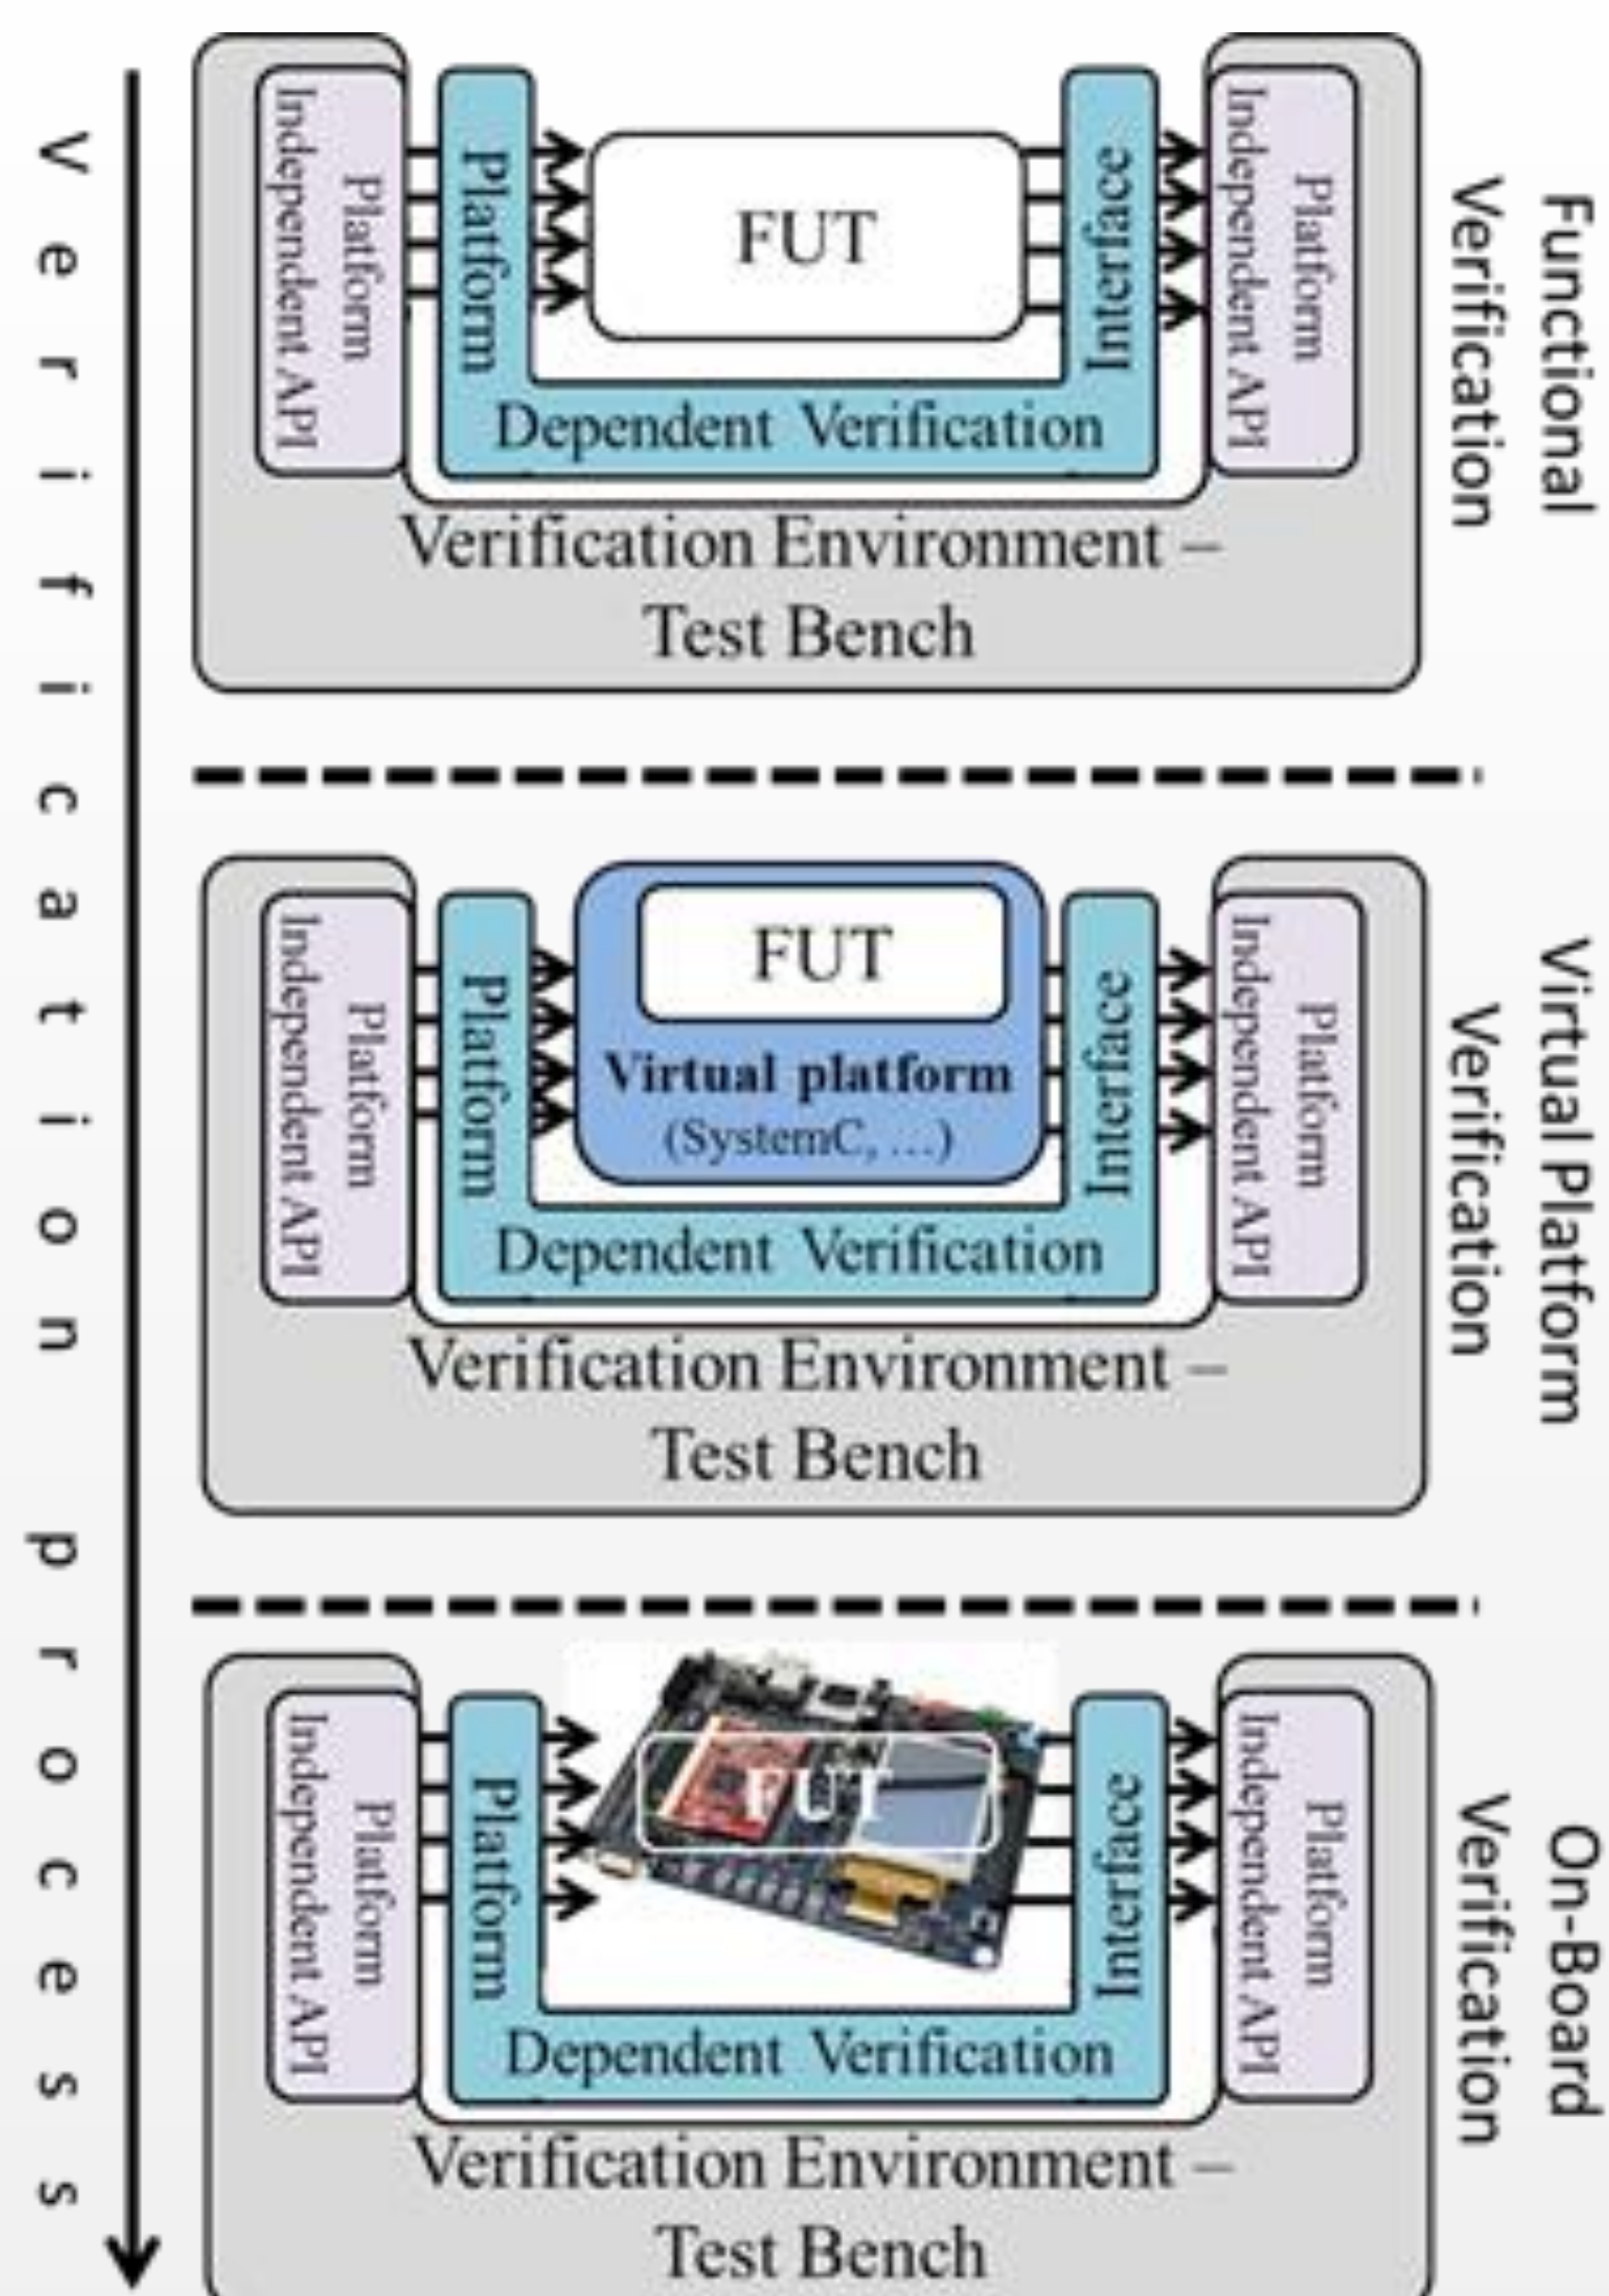 Verification process
Functional
Verification
Platform
Independent API
Platform
FUT
Interface
Platform
Independent API
Dependent Verification
Verification Environment –
Test Bench
Virtual Platform
Verification
Platform
Independent API
Platform
FUT
Virtual platform
(SystemC, ...)
Interface
Platform
Independent API
Dependent Verification
Verification Environment –
Test Bench
On-Board
Verification
Platform
Independent API
Platform
FUT
Interface
Platform
Independent API
Dependent Verification
Verification Environment –
Test Bench